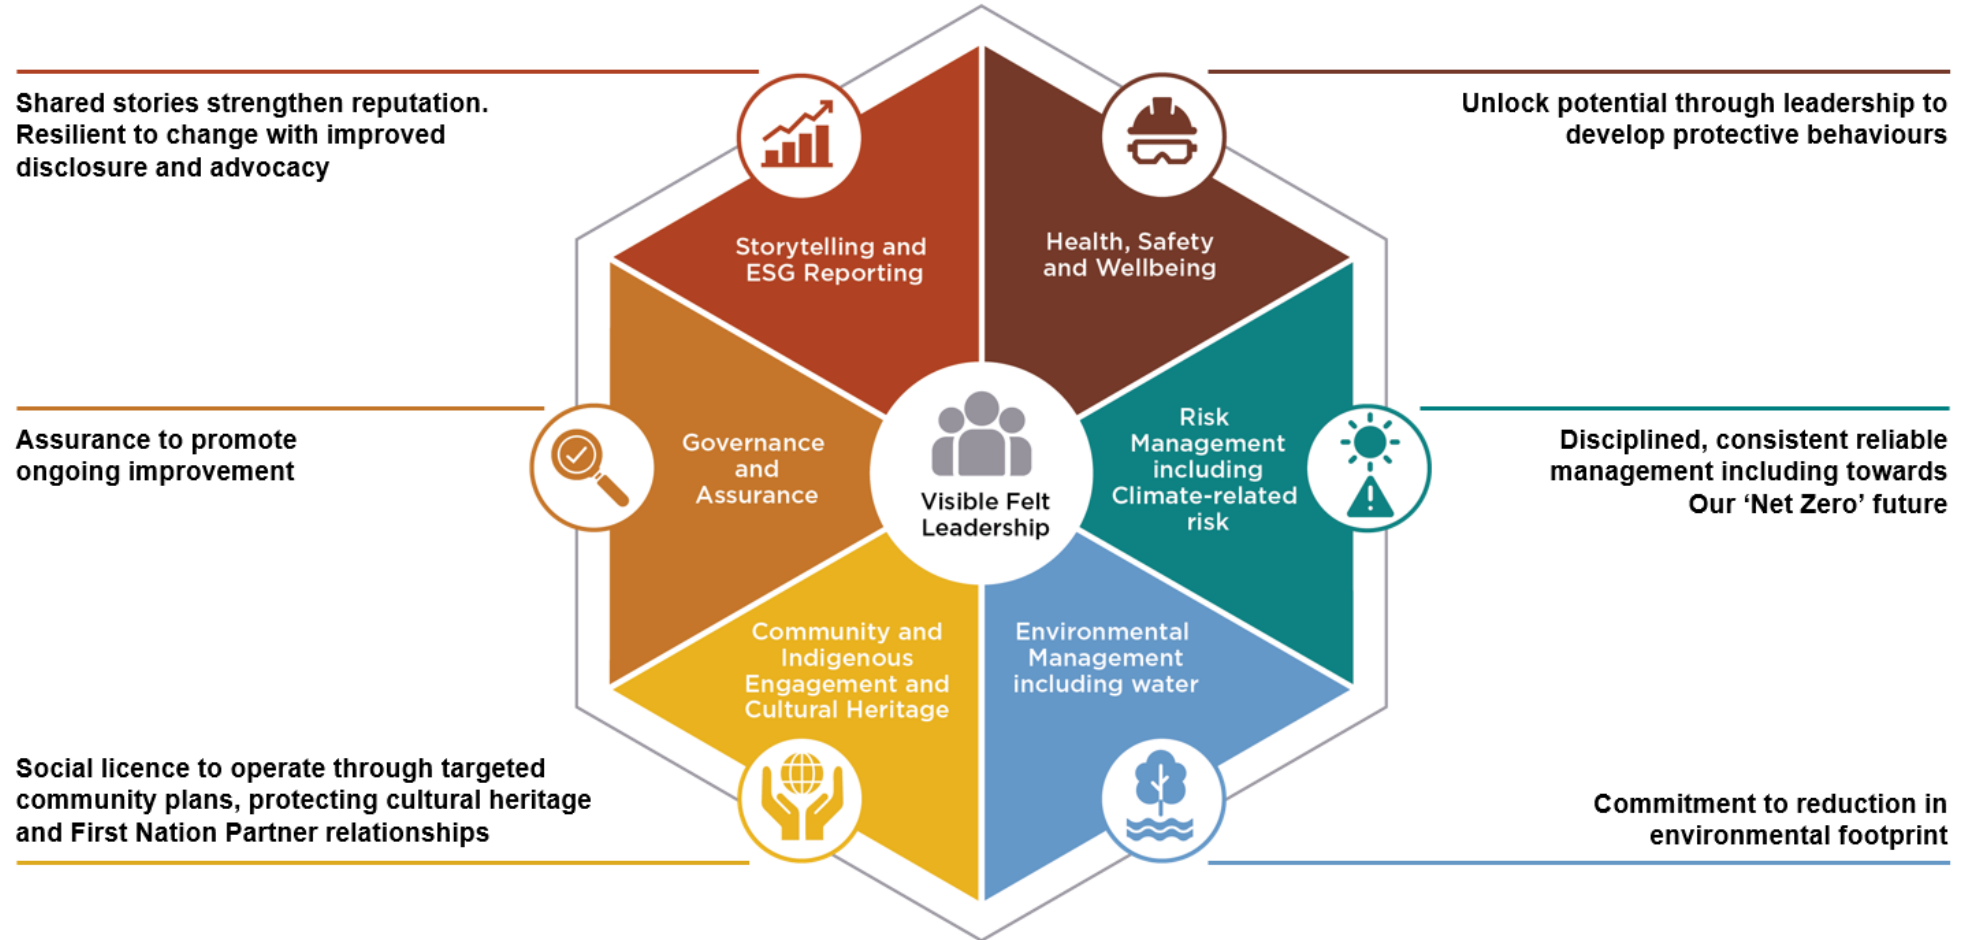 Shared stories strengthen reputation.
Resilient to change with improved
disclosure and advocacy
Unlock potential through leadership to
develop protective behaviours
Storytelling and
ESG Reporting
Health, Safety
and Wellbeing
Assurance to promote
ongoing improvement
Governance
and
Assurance
Visible Felt
Leadership
Risk
Management
including
Climate-related
risk
Disciplined, consistent reliable
management including towards
Our ‘Net Zero’ future
Community and
Indigenous
Engagement and
Cultural Heritage
Environmental
Management
including water
Social licence to operate through targeted
community plans, protecting cultural heritage
and First Nation Partner relationships
Commitment to reduction in
environmental footprint